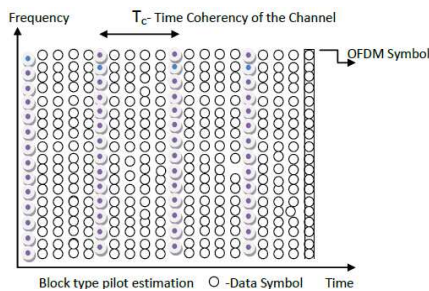 Frequency
Tc- Time Coherency of the Channel
OFDM Symbol
Block type pilot estimation O -Data Symbol Time